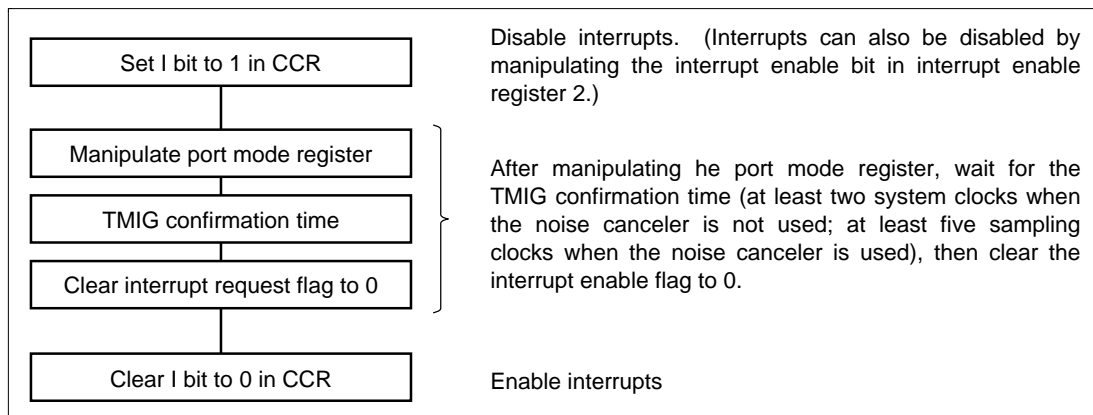 Set I bit to 1 in CCR
Disable interrupts. (Interrupts can also be disabled by
manipulating the interrupt enable bit in interrupt enable
register 2.)
Manipulate port mode register
TMIG confirmation time
Clear interrupt request flag to 0
After manipulating he port mode register, wait for the
TMIG confirmation time (at least two system clocks when
the noise canceler is not used; at least five sampling
clocks when the noise canceler is used), then clear the
interrupt enable flag to 0.
Clear I bit to 0 in CCR
Enable interrupts